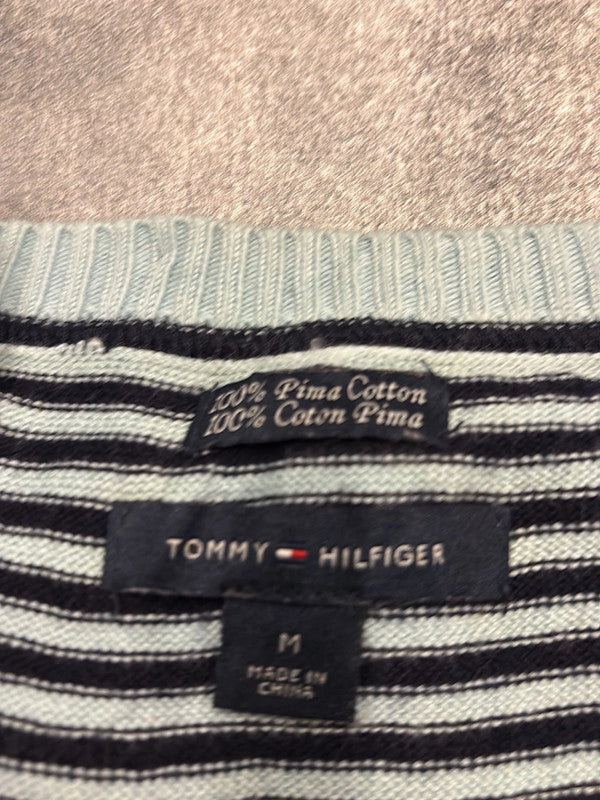 100% Pima Cotton
100% Coton Pima
TOMMY HILFIGER
M
MADE IN
CHINA